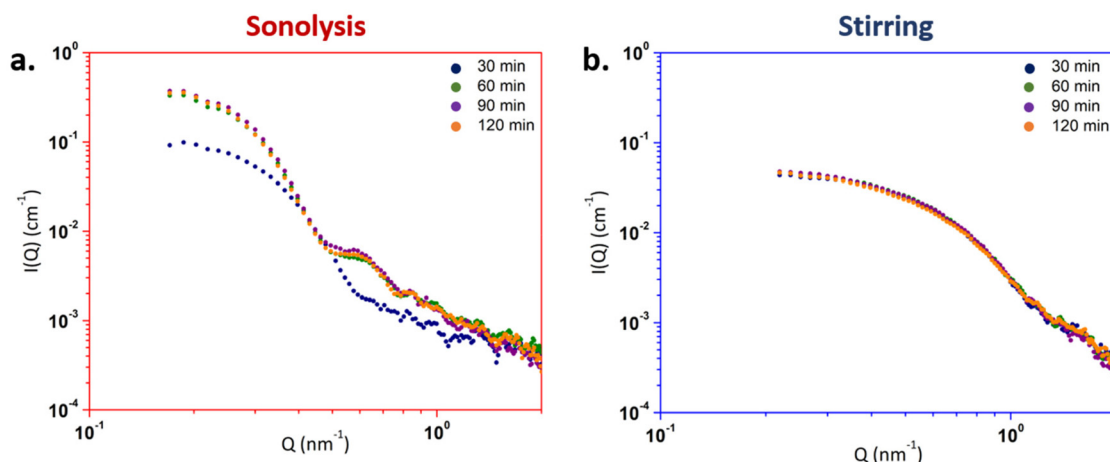 Sonolysis
Stirring
a.
10⁰
10⁻¹
10⁻²
10⁻³
10⁻⁴
I(Q) (cm⁻¹)
30 min
60 min
90 min
120 min
10⁻¹
10⁰
Q (nm⁻¹)
b.
10⁰
10⁻¹
10⁻²
10⁻³
10⁻⁴
I(Q) (cm⁻¹)
30 min
60 min
90 min
120 min
10⁻¹
10⁰
Q (nm⁻¹)